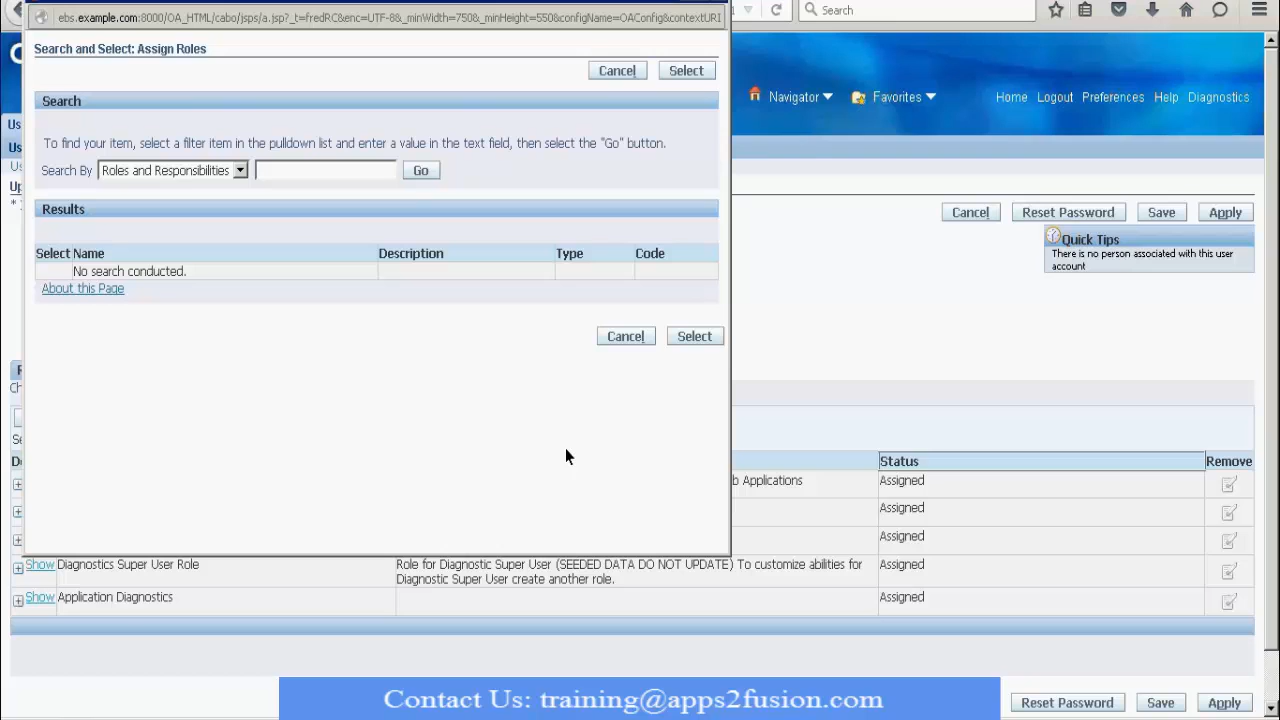 ebs.example.com:8000/OA_HTML/cabo/jsps/a.jsp?_t=fredRC&enc=UTF-8&_minWidth=750&_minHeight=550&configName=OAConfig&contextURI
Search
Search and Select: Assign Roles
Cancel Select
Navigator Favorites Home Logout Preferences Help Diagnostics
Search
To find your item, select a filter item in the pulldown list and enter a value in the text field, then select the "Go" button.
Search By Roles and Responsibilities Go
Cancel Reset Password Save Apply
Results
Quick Tips
There is no person associated with this user
account
Select Name Description Type Code
No search conducted.
About this Page
Cancel Select
Status Remove
b Applications Assigned
Assigned
Assigned
Show Diagnostics Super User Role Role for Diagnostic Super User (SEEDED DATA DO NOT UPDATE) To customize abilities for Assigned
Diagnostic Super User create another role.
Show Application Diagnostics Assigned
Contact Us: training@apps2fusion.com
Reset Password Save Apply